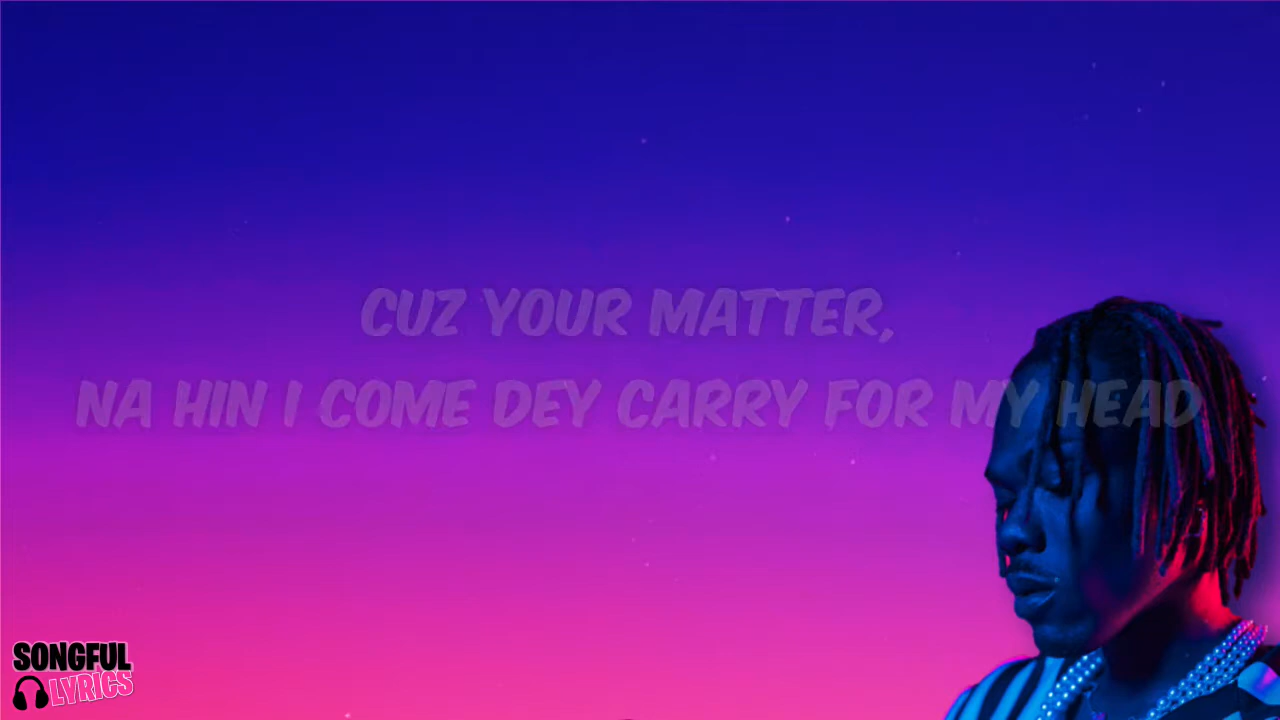 CUZ YOUR MATTER,
NA HIN I COME DEY CARRY FOR MY HEAD
SONGFUL
LYRICS